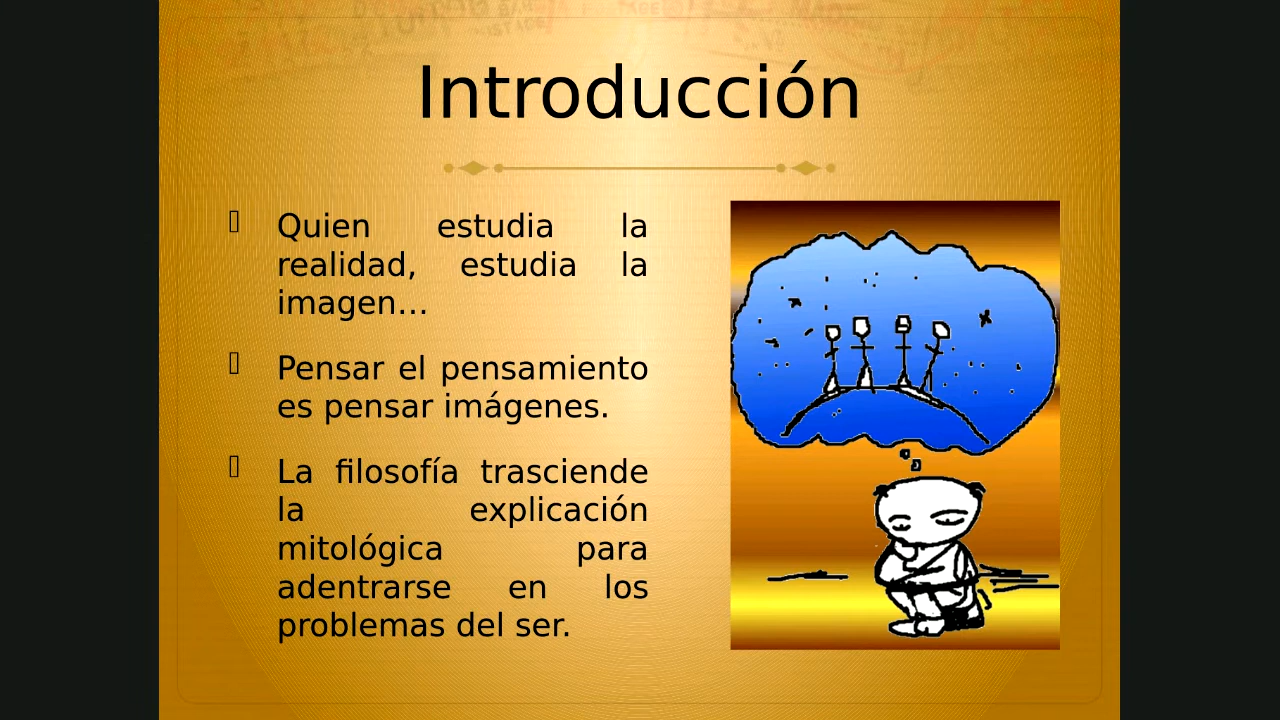 Introducción
Quien estudia la
realidad, estudia la
imagen…
Pensar el pensamiento
es pensar imágenes.
La filosofía trasciende
la explicación
mitológica para
adentrarse en los
problemas del ser.